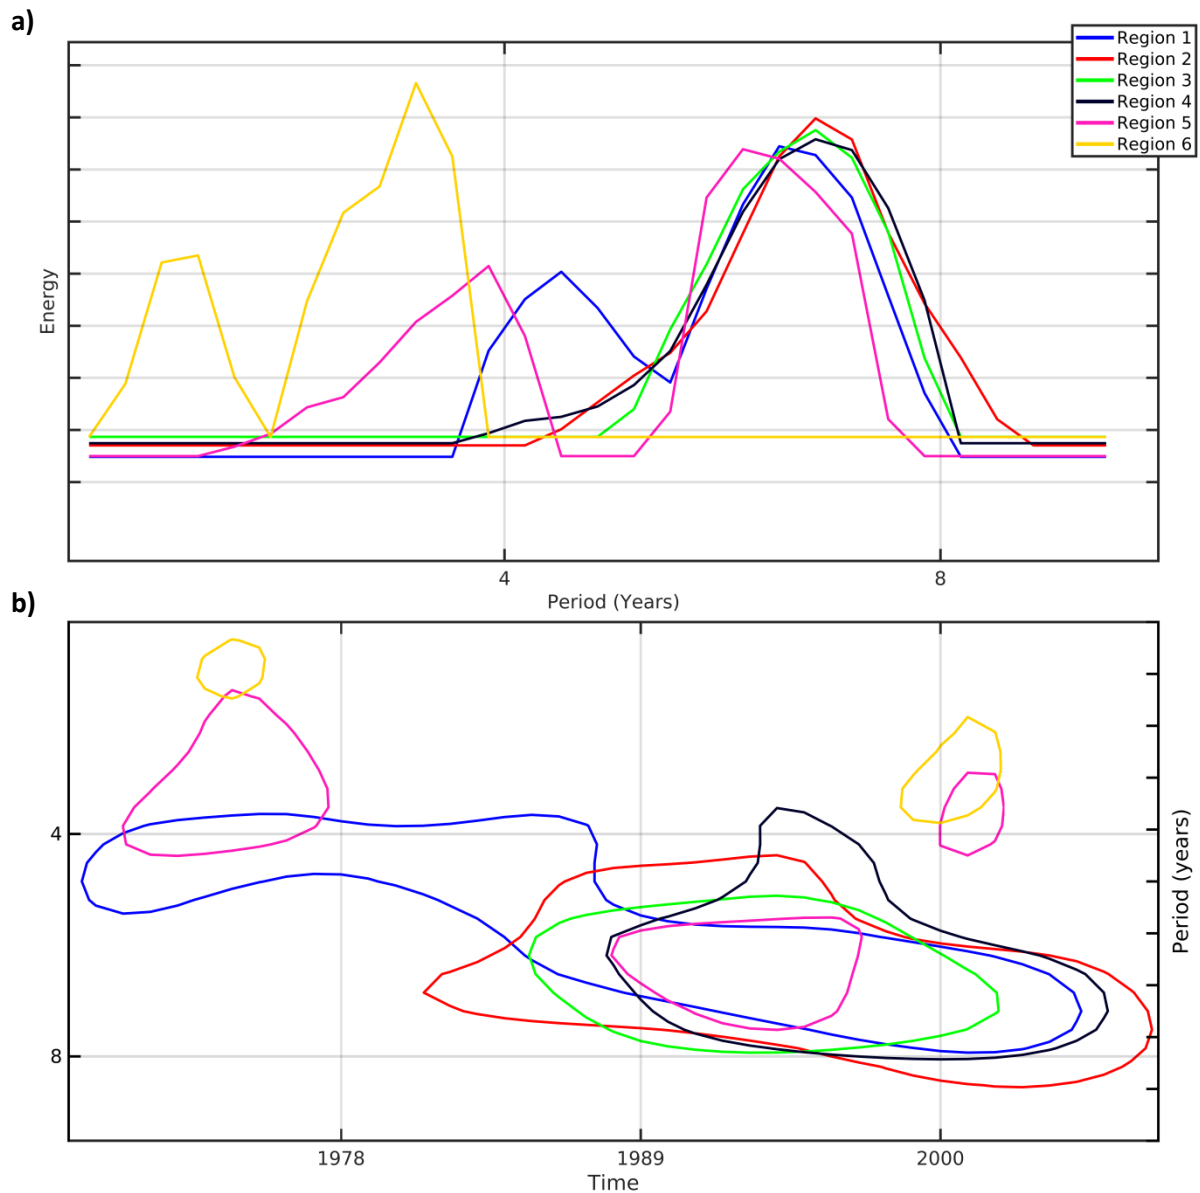 a)
Region 1
Region 2
Region 3
Region 4
Region 5
Region 6
Energy
4
8
Period (Years)
b)
4
8
Period (years)
1978
1989
2000
Time